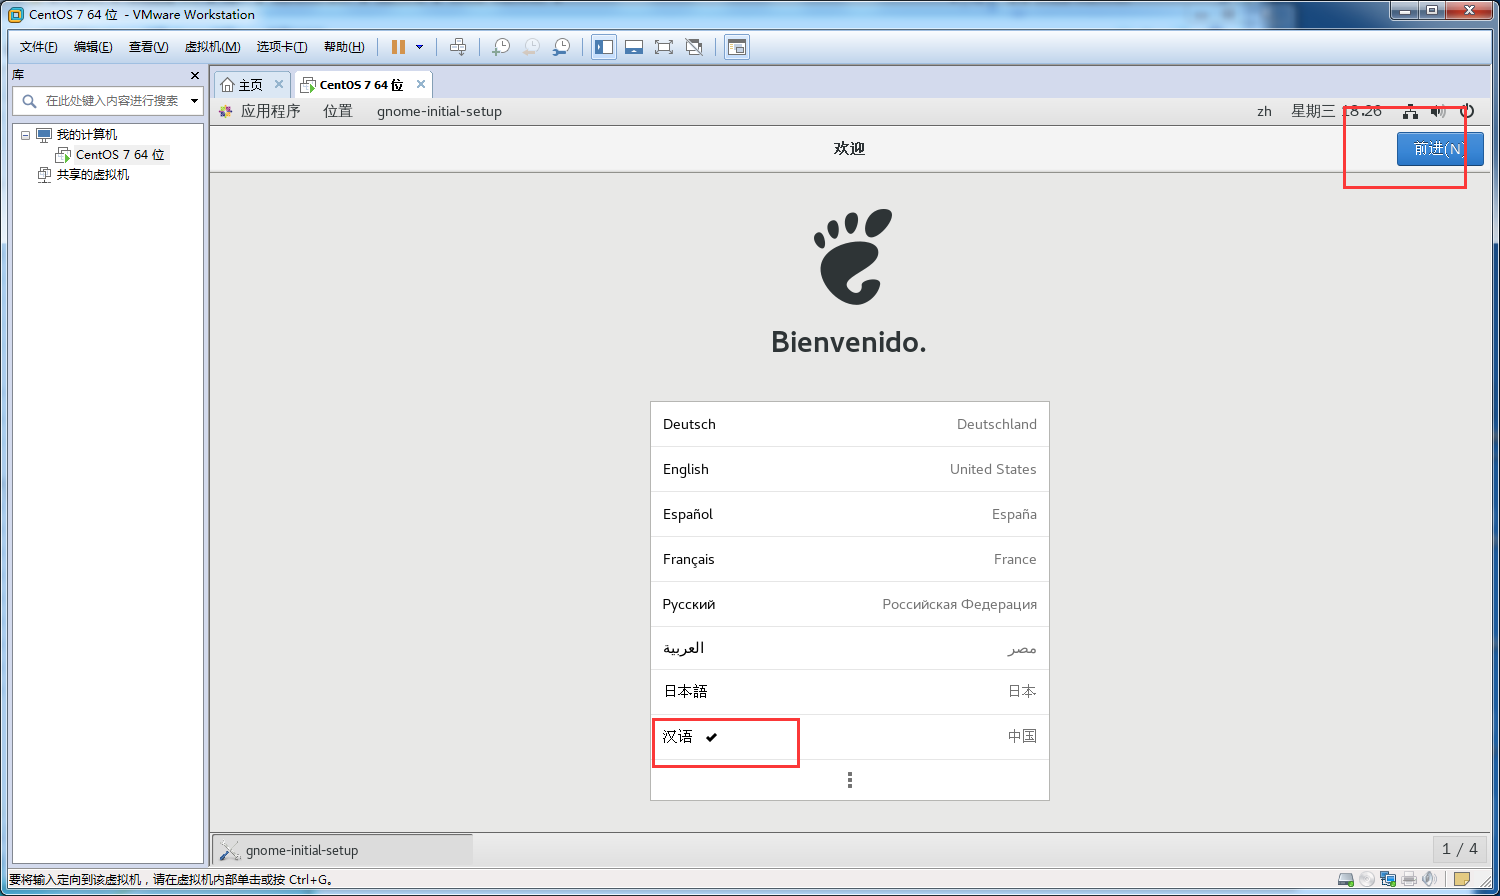 CentOS 7 64 位 - VMware Workstation
文件(F) 编辑(E) 查看(V) 虚拟机(M) 选项卡(T) 帮助(H)
库
在此处键入内容进行搜索
我的计算机
CentOS 7 64 位
共享的虚拟机
主页 CentOS 7 64 位
应用程序 位置 gnome-initial-setup zh 星期三 18:26
欢迎 前进(N)
Bienvenido.
Deutsch Deutschland
English United States
Español España
Français France
Русский Российская Федерация
العربية مصر
日本語 日本
汉语 中国
gnome-initial-setup 1 / 4
要将输入定向到该虚拟机，请在虚拟机内部单击或按 Ctrl+G。